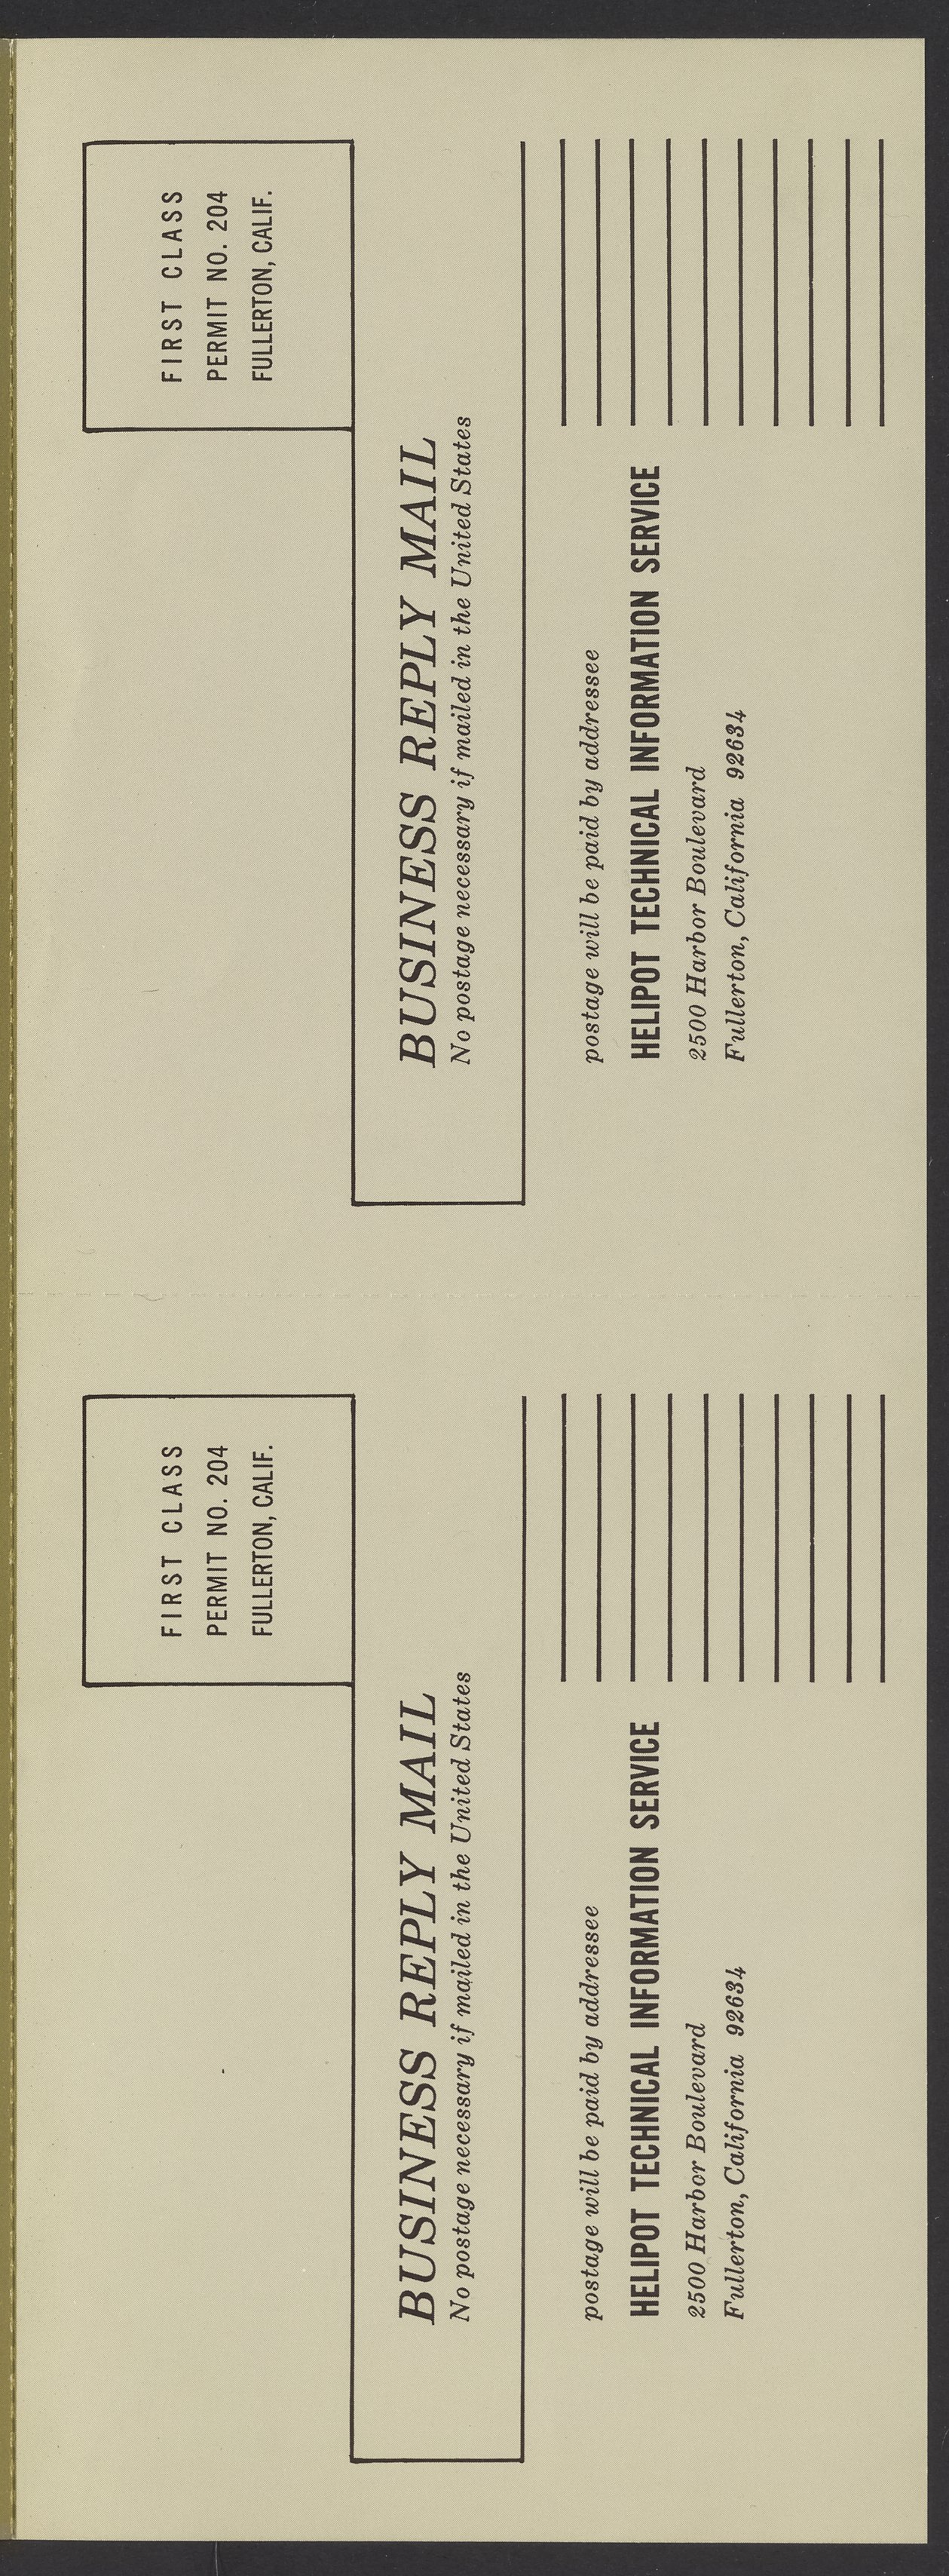 FIRST CLASS
PERMIT NO. 204
FULLERTON, CALIF.
BUSINESS REPLY MAIL
No postage necessary if mailed in the United States
postage will be paid by addressee
HELIPOT TECHNICAL INFORMATION SERVICE
2500 Harbor Boulevard
Fullerton, California 92634
FIRST CLASS
PERMIT NO. 204
FULLERTON, CALIF.
BUSINESS REPLY MAIL
No postage necessary if mailed in the United States
postage will be paid by addressee
HELIPOT TECHNICAL INFORMATION SERVICE
2500 Harbor Boulevard
Fullerton, California 92634